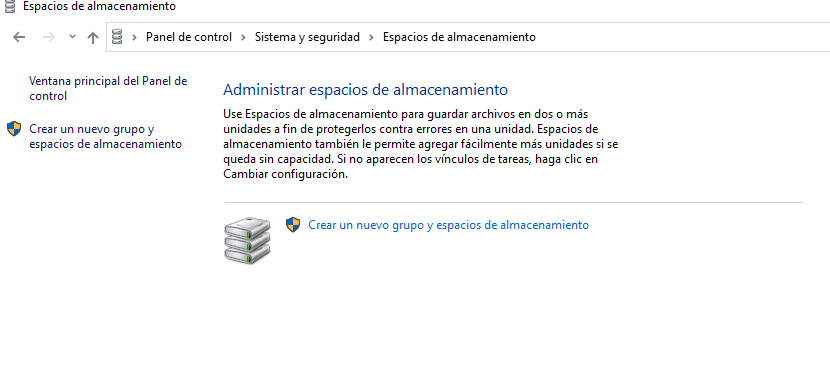 Espacios de almacenamiento
Panel de control > Sistema y seguridad > Espacios de almacenamiento
Ventana principal del Panel de
control
Crear un nuevo grupo y
espacios de almacenamiento
Administrar espacios de almacenamiento
Use Espacios de almacenamiento para guardar archivos en dos o más
unidades a fin de protegerlos contra errores en una unidad. Espacios de
almacenamiento también le permite agregar fácilmente más unidades si se
queda sin capacidad. Si no aparecen los vínculos de tareas, haga clic en
Cambiar configuración.
Crear un nuevo grupo y espacios de almacenamiento